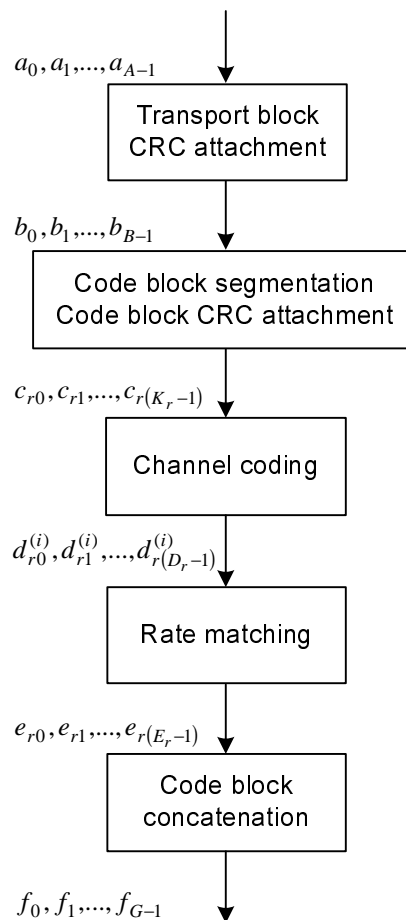 a_0, a_1,..., a_{A-1}
Transport block
CRC attachment
b_0, b_1,..., b_{B-1}
Code block segmentation
Code block CRC attachment
c_{r0}, c_{r1},..., c_{r(K_r-1)}
Channel coding
d_{r0}^{(i)}, d_{r1}^{(i)},..., d_{r(D_r-1)}^{(i)}
Rate matching
e_{r0}, e_{r1},..., e_{r(E_r-1)}
Code block
concatenation
f_0, f_1,..., f_{G-1}